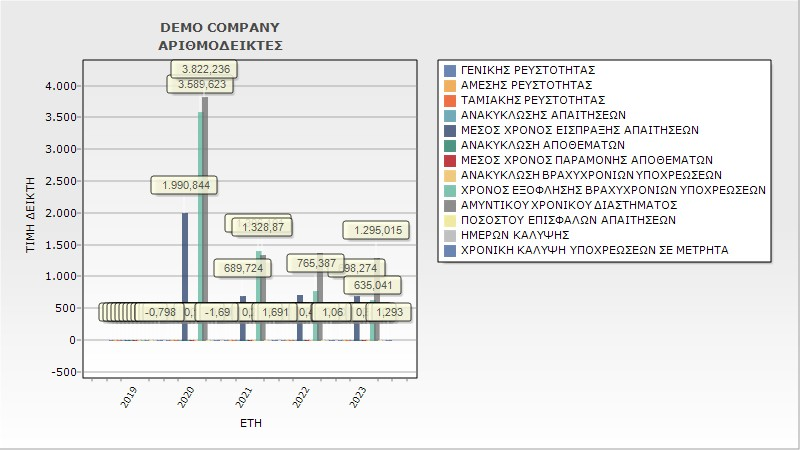 DEMO COMPANY
ΑΡΙΘΜΟΔΕΙΚΤΕΣ
ΤΙΜΗ ΔΕΙΚΤΗ
4.000
3.500
3.000
2.500
2.000
1.500
1.000
500
0
-500
3.822,236
3.589,623
1.990,844
1.328,87
1.295,015
689,724
765,387
635,041
-0,798
-1,69
1,691
1,293
2019
2020
2021
2022
2023
ΕΤΗ
ΓΕΝΙΚΗΣ ΡΕΥΣΤΟΤΗΤΑΣ
ΑΜΕΣΗΣ ΡΕΥΣΤΟΤΗΤΑΣ
ΤΑΜΙΑΚΗΣ ΡΕΥΣΤΟΤΗΤΑΣ
ΑΝΑΚΥΚΛΩΣΗΣ ΑΠΑΙΤΗΣΕΩΝ
ΜΕΣΟΣ ΧΡΟΝΟΣ ΕΙΣΠΡΑΞΗΣ ΑΠΑΙΤΗΣΕΩΝ
ΑΝΑΚΥΚΛΩΣΗ ΑΠΟΘΕΜΑΤΩΝ
ΜΕΣΟΣ ΧΡΟΝΟΣ ΠΑΡΑΜΟΝΗΣ ΑΠΟΘΕΜΑΤΩΝ
ΑΝΑΚΥΚΛΩΣΗ ΒΡΑΧΥΧΡΟΝΙΩΝ ΥΠΟΧΡΕΩΣΕΩΝ
ΧΡΟΝΟΣ ΕΞΟΦΛΗΣΗΣ ΒΡΑΧΥΧΡΟΝΙΩΝ ΥΠΟΧΡΕΩΣΕΩΝ
ΑΜΥΝΤΙΚΟΥ ΧΡΟΝΙΚΟΥ ΔΙΑΣΤΗΜΑΤΟΣ
ΠΟΣΟΣΤΟΥ ΕΠΙΣΦΑΛΩΝ ΑΠΑΙΤΗΣΕΩΝ
ΗΜΕΡΩΝ ΚΑΛΥΨΗΣ
ΧΡΟΝΙΚΗ ΚΑΛΥΨΗ ΥΠΟΧΡΕΩΣΕΩΝ ΣΕ ΜΕΤΡΗΤΑ